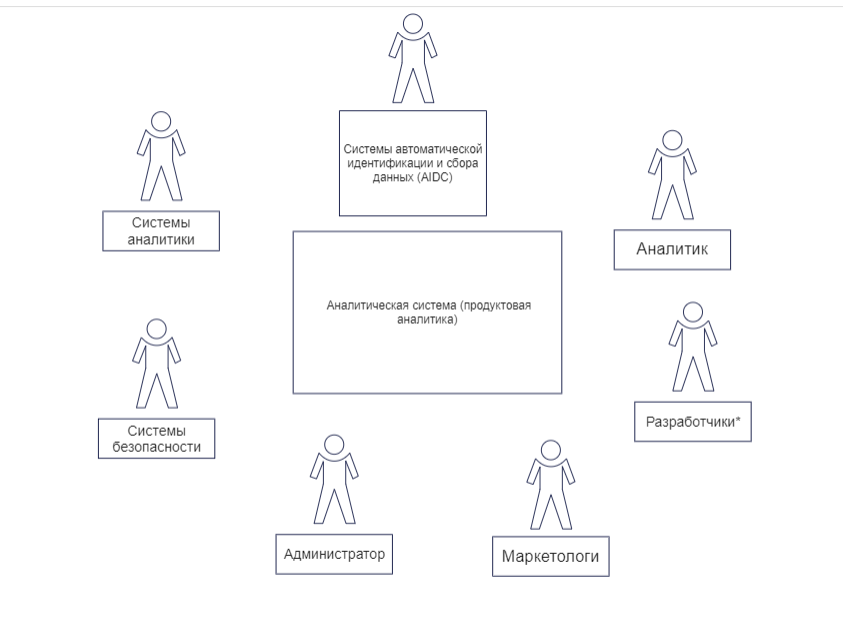 Системы автоматической
идентификации и сбора
данных (AIDC)
Системы
аналитики
Аналитик
Аналитическая система (продуктовая
аналитика)
Разработчики*
Системы
безопасности
Администратор
Маркетологи